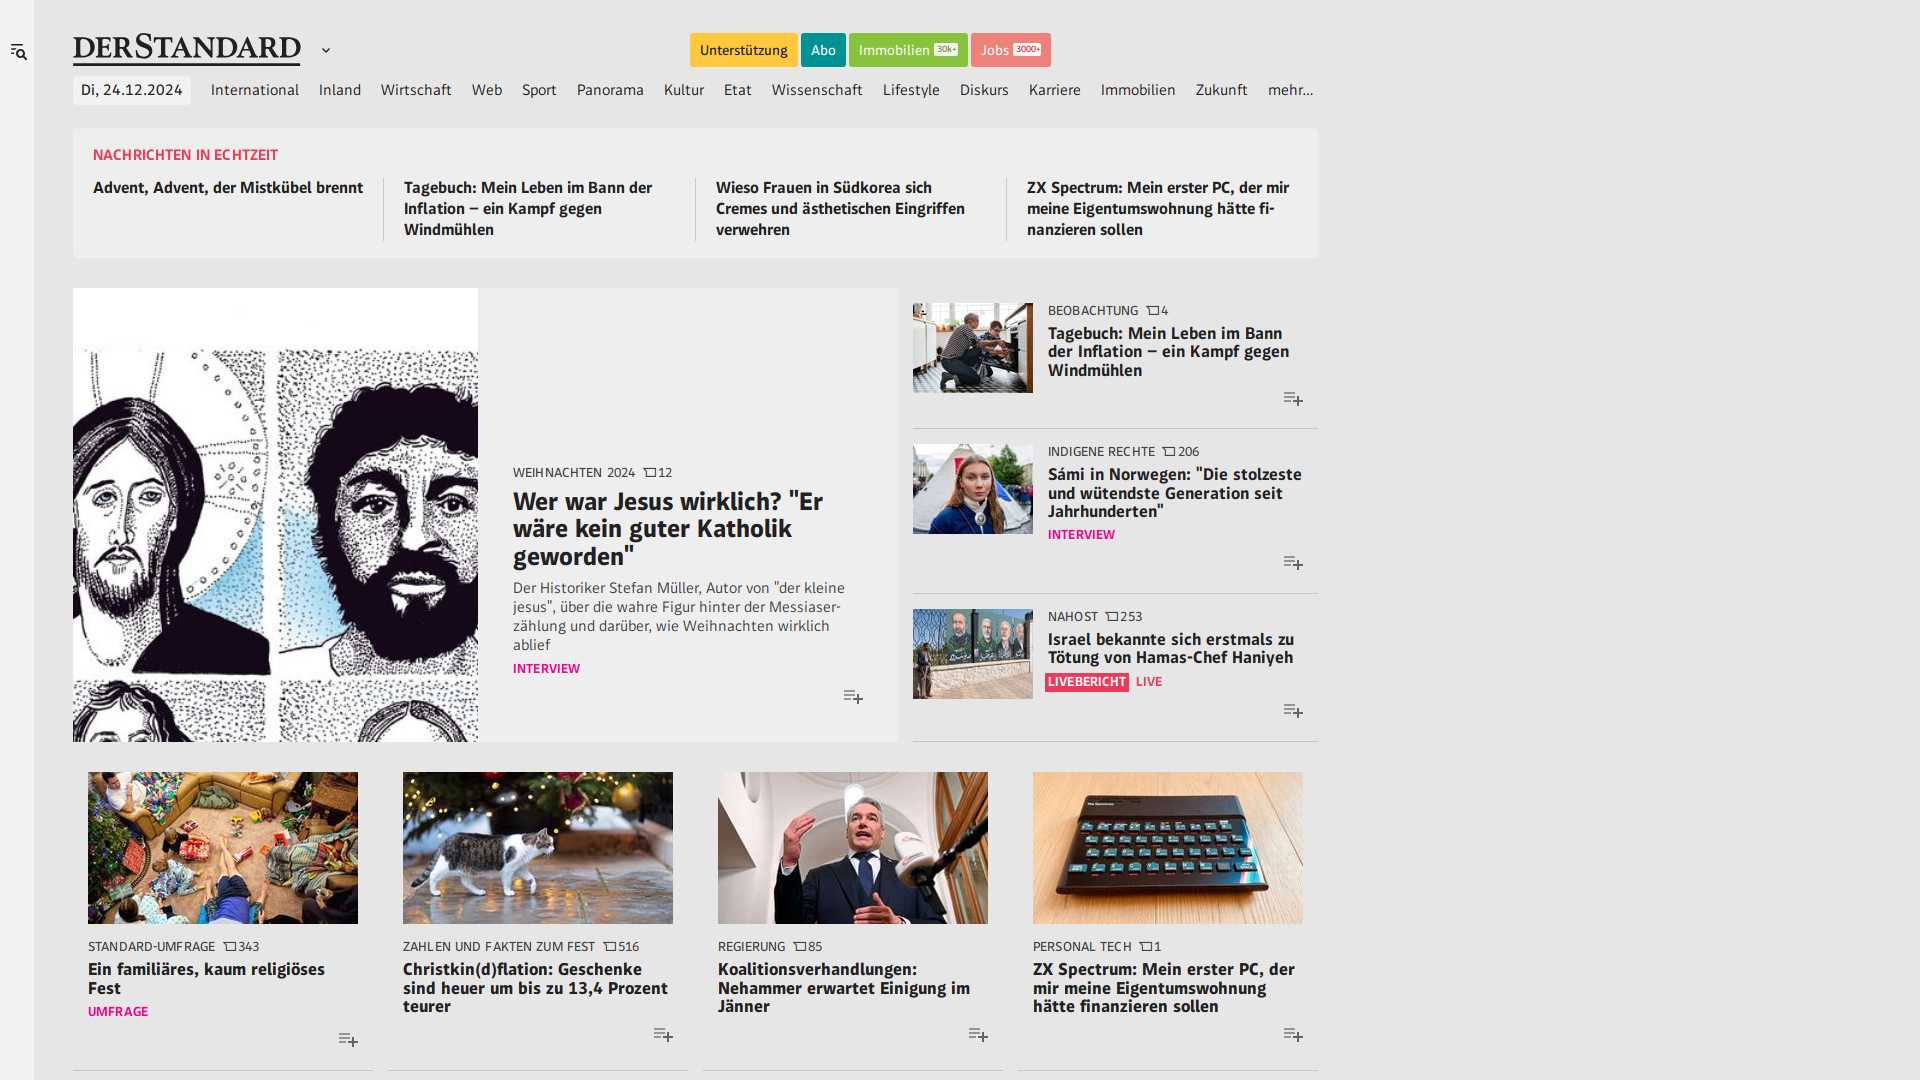 DERSTANDARD
Unterstützung Abo Immobilien 30k+ Jobs 3000+
Di, 24.12.2024 International Inland Wirtschaft Web Sport Panorama Kultur Etat Wissenschaft Lifestyle Diskurs Karriere Immobilien Zukunft mehr...
NACHRICHTEN IN ECHTZEIT
Advent, Advent, der Mistkübel brennt
Tagebuch: Mein Leben im Bann der
Inflation – ein Kampf gegen
Windmühlen
Wieso Frauen in Südkorea sich
Cremes und ästhetischen Eingriffen
verwehren
ZX Spectrum: Mein erster PC, der mir
meine Eigentumswohnung hätte fi-
nanzieren sollen
WEIHNACHTEN 2024 12
Wer war Jesus wirklich? "Er
wäre kein guter Katholik
geworden"
Der Historiker Stefan Müller, Autor von "der kleine
jesus", über die wahre Figur hinter der Messiaser-
zählung und darüber, wie Weihnachten wirklich
ablief
INTERVIEW
BEOBACHTUNG 4
Tagebuch: Mein Leben im Bann
der Inflation – ein Kampf gegen
Windmühlen
INDIGENE RECHTE 206
Sámi in Norwegen: "Die stolzeste
und wütendste Generation seit
Jahrhunderten"
INTERVIEW
NAHOST 253
Israel bekannte sich erstmals zu
Tötung von Hamas-Chef Haniyeh
LIVEBERICHT LIVE
STANDARD-UMFRAGE 343
Ein familiäres, kaum religiöses
Fest
UMFRAGE
ZAHLEN UND FAKTEN ZUM FEST 516
Christkin(d)flation: Geschenke
sind heuer um bis zu 13,4 Prozent
teurer
REGIERUNG 85
Koalitionsverhandlungen:
Nehammer erwartet Einigung im
Jänner
PERSONAL TECH 1
ZX Spectrum: Mein erster PC, der
mir meine Eigentumswohnung
hätte finanzieren sollen